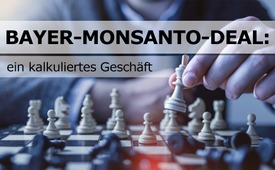 BAYER-MONSANTO-DEAL:
ein kalkuliertes Geschäft